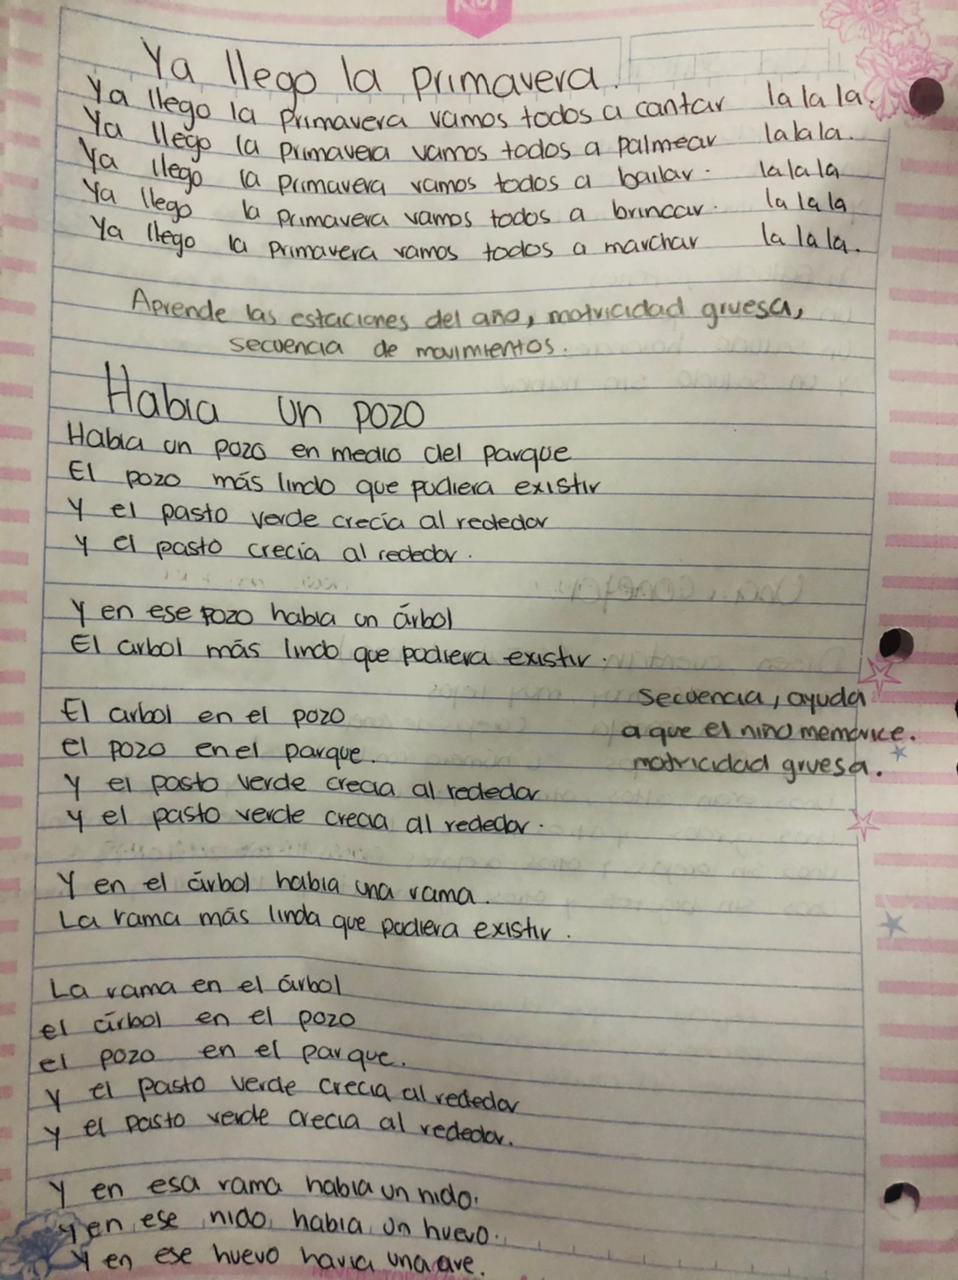 Ya llego la primavera.
Ya llego la primavera vamos todos a cantar la la la.
Ya llego la primavera vamos todos a palmear la la la.
Ya llego la primavera vamos todos a bailar. la la la
Ya llego la primavera vamos todos a brincar. la la la
Ya llego la primavera vamos todos a marchar la la la.
Aprende las estaciones del año, motricidad gruesa,
secuencia de movimientos.
Habia un pozo
Habia un pozo en medio del parque
El pozo más lindo que pudiera existir
Y el pasto verde crecía al rededor
Y el pasto crecía al rededor.
Y en ese pozo habia un árbol
El arbol más lindo que podiera existir.
El arbol en el pozo
el pozo en el parque.
Y el pasto verde crecia al rededor
y el pasto verde crecia al rededor.
Secuencia, ayuda
a que el niño memorice.
motricidad gruesa.
Y en el árbol habia una rama.
La rama más linda que podiera existir.
La rama en el árbol
el árbol en el pozo
el pozo en el parque.
y el pasto verde crecia al rededor
y el pasto verde crecia al rededor.
Y en esa rama habia un nido.
y en ese nido habia un huevo.
Y en ese huevo havia una ave.